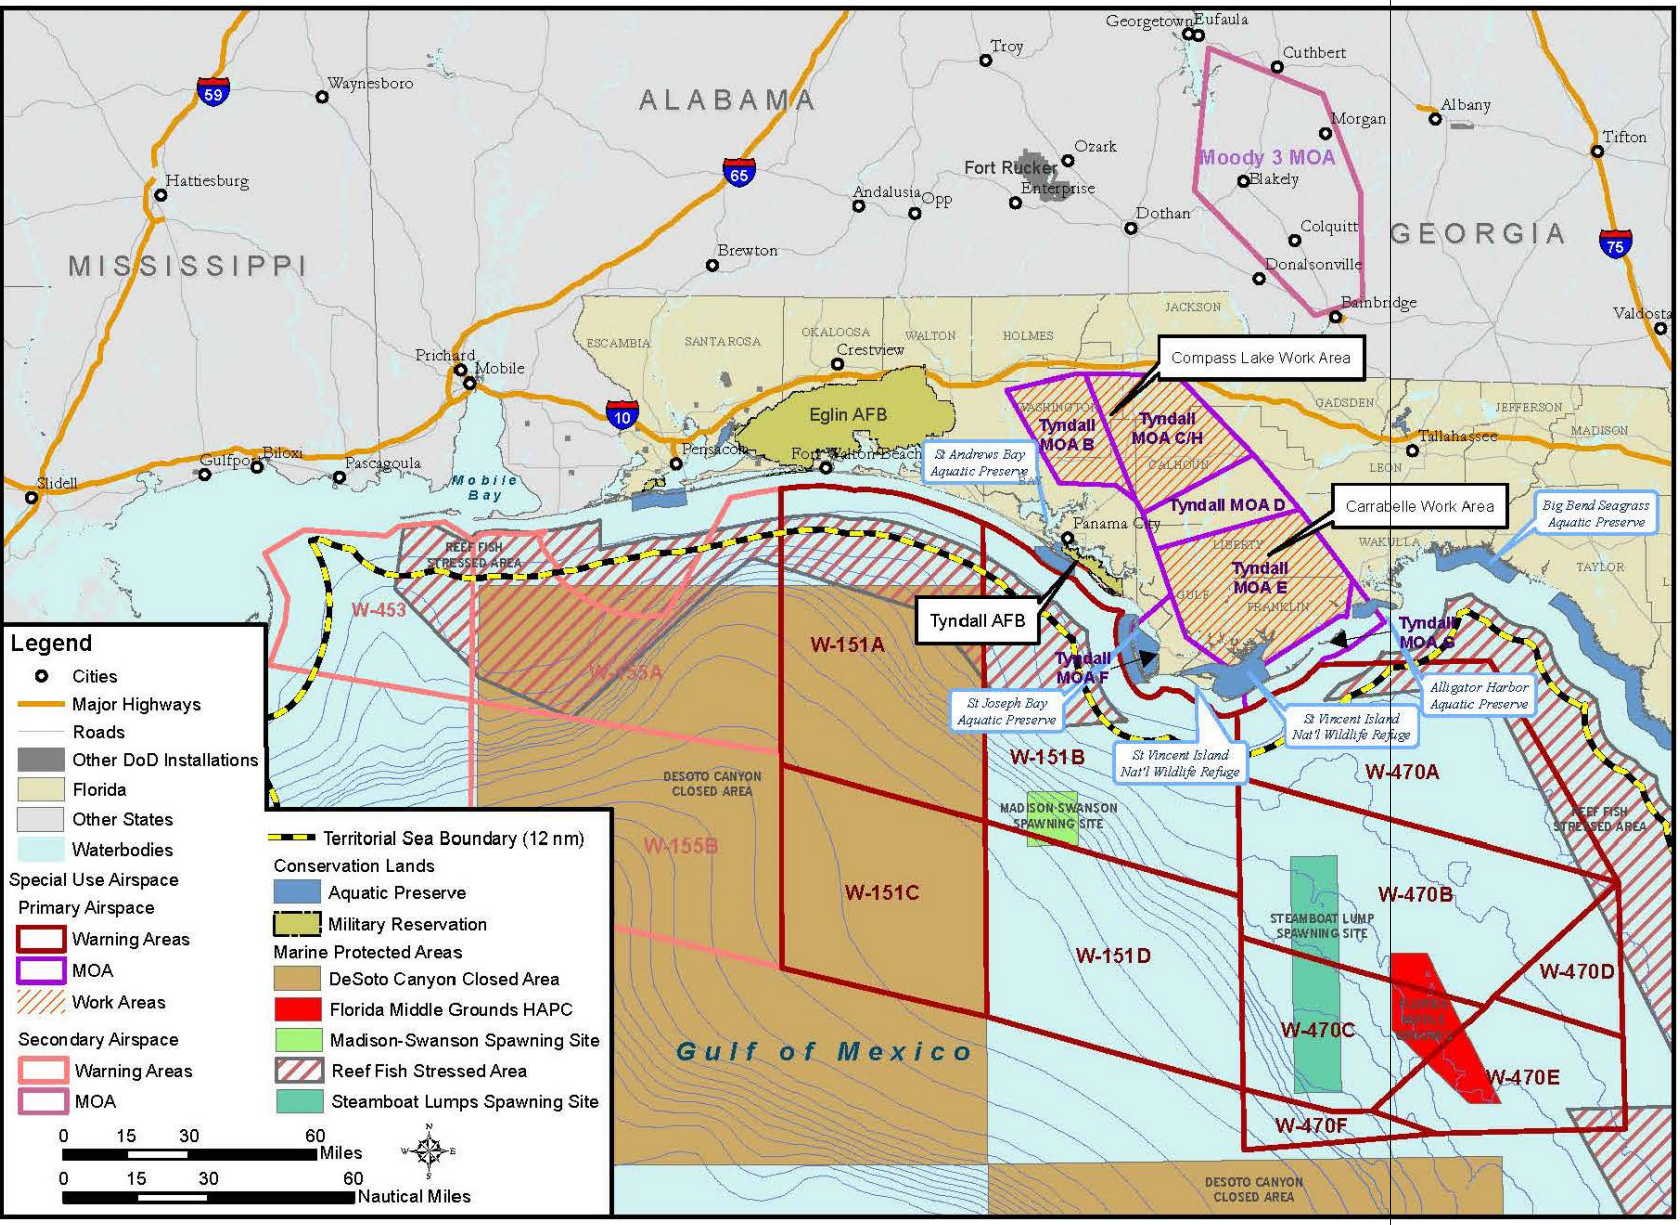 Georgetown
Eufaula
Cuthbert
Troy
Waynesboro
59
ALABAMA
Albany
Morgan
Tifton
Ozark
Moody 3 MOA
65
Fort Rucker
Hattiesburg
Blakely
Enterprise
Andalusia
Opp
Dothan
Colquitt
GEORGIA
75
Brewton
MISSISSIPPI
Donalsonville
Bainbridge
JACKSON
Valdosta
ESCAMBIA
SANTA ROSA
OKALOOSA
WALTON
HOLMES
Crestview
Prichard
Mobile
Compass Lake Work Area
10
Eglin AFB
WASHINGTON
Tyndall
MOA B
Tyndall
MOA C/H
GADSDEN
JEFFERSON
MADISON
Tallahassee
LEON
CALHOUN
Gulfport
Biloxi
Pascagoula
Pensacola
Fort Walton Beach
St Andrews Bay
Aquatic Preserve
BAY
Slidell
Mobile
Bay
Tyndall MOA D
Carrabelle Work Area
Big Bend Seagrass
Aquatic Preserve
Panama City
LIBERTY
WAKULLA
TAYLOR
REEF FISH
STRESSED AREA
Tyndall
MOA E
GULF
FRANKLIN
W-453
Tyndall AFB
Tyndall
MOA G
W-151A
W-155A
Tyndall
MOA F
St Joseph Bay
Aquatic Preserve
Alligator Harbor
Aquatic Preserve
St Vincent Island
Nat'l Wildlife Refuge
St Vincent Island
Nat'l Wildlife Refuge
W-151B
W-470A
DESOTO CANYON
CLOSED AREA
MADISON-SWANSON
SPAWNING SITE
REEF FISH
STRESSED AREA
W-155B
W-151C
W-470B
STEAMBOAT LUMP
SPAWNING SITE
W-151D
W-470D
W-470C
Gulf of Mexico
W-470E
W-470F
DESOTO CANYON
CLOSED AREA
Legend
Cities
Major Highways
Roads
Other DoD Installations
Florida
Other States
Waterbodies
Special Use Airspace
Primary Airspace
Warning Areas
MOA
Work Areas
Secondary Airspace
Warning Areas
MOA
Territorial Sea Boundary (12 nm)
Conservation Lands
Aquatic Preserve
Military Reservation
Marine Protected Areas
DeSoto Canyon Closed Area
Florida Middle Grounds HAPC
Madison-Swanson Spawning Site
Reef Fish Stressed Area
Steamboat Lumps Spawning Site
0 15 30 60
Miles
0 15 30 60
Nautical Miles
N
W E
S